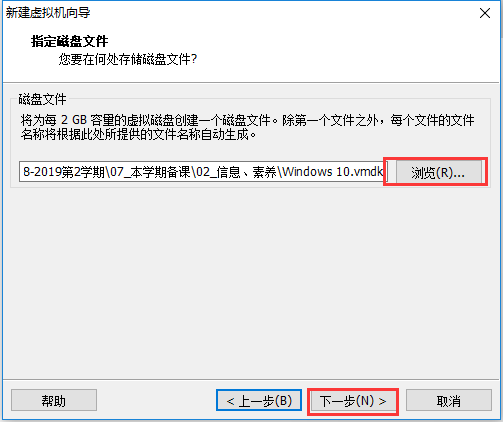 新建虚拟机向导
指定磁盘文件
您要在何处存储磁盘文件?
磁盘文件
将为每 2 GB 容量的虚拟磁盘创建一个磁盘文件。除第一个文件之外，每个文件的文件
名称将根据此处所提供的文件名称自动生成。
8-2019第2学期\07_本学期备课\02_信息、素养\Windows 10.vmdk
浏览(R)...
帮助
< 上一步(B)
下一步(N) >
取消